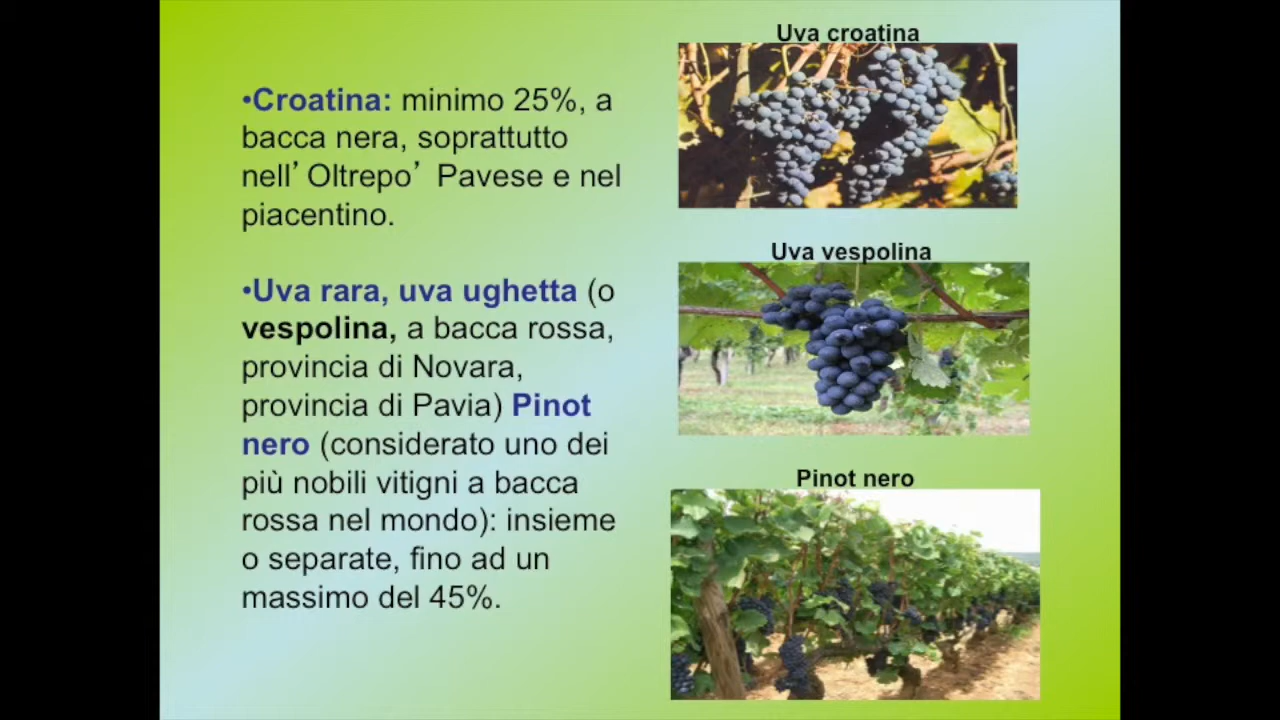 •Croatina: minimo 25%, a
bacca nera, soprattutto
nell’Oltrepo’ Pavese e nel
piacentino.
•Uva rara, uva ughetta (o
vespolina, a bacca rossa,
provincia di Novara,
provincia di Pavia) Pinot
nero (considerato uno dei
più nobili vitigni a bacca
rossa nel mondo): insieme
o separate, fino ad un
massimo del 45%.
Uva croatina
Uva vespolina
Pinot nero